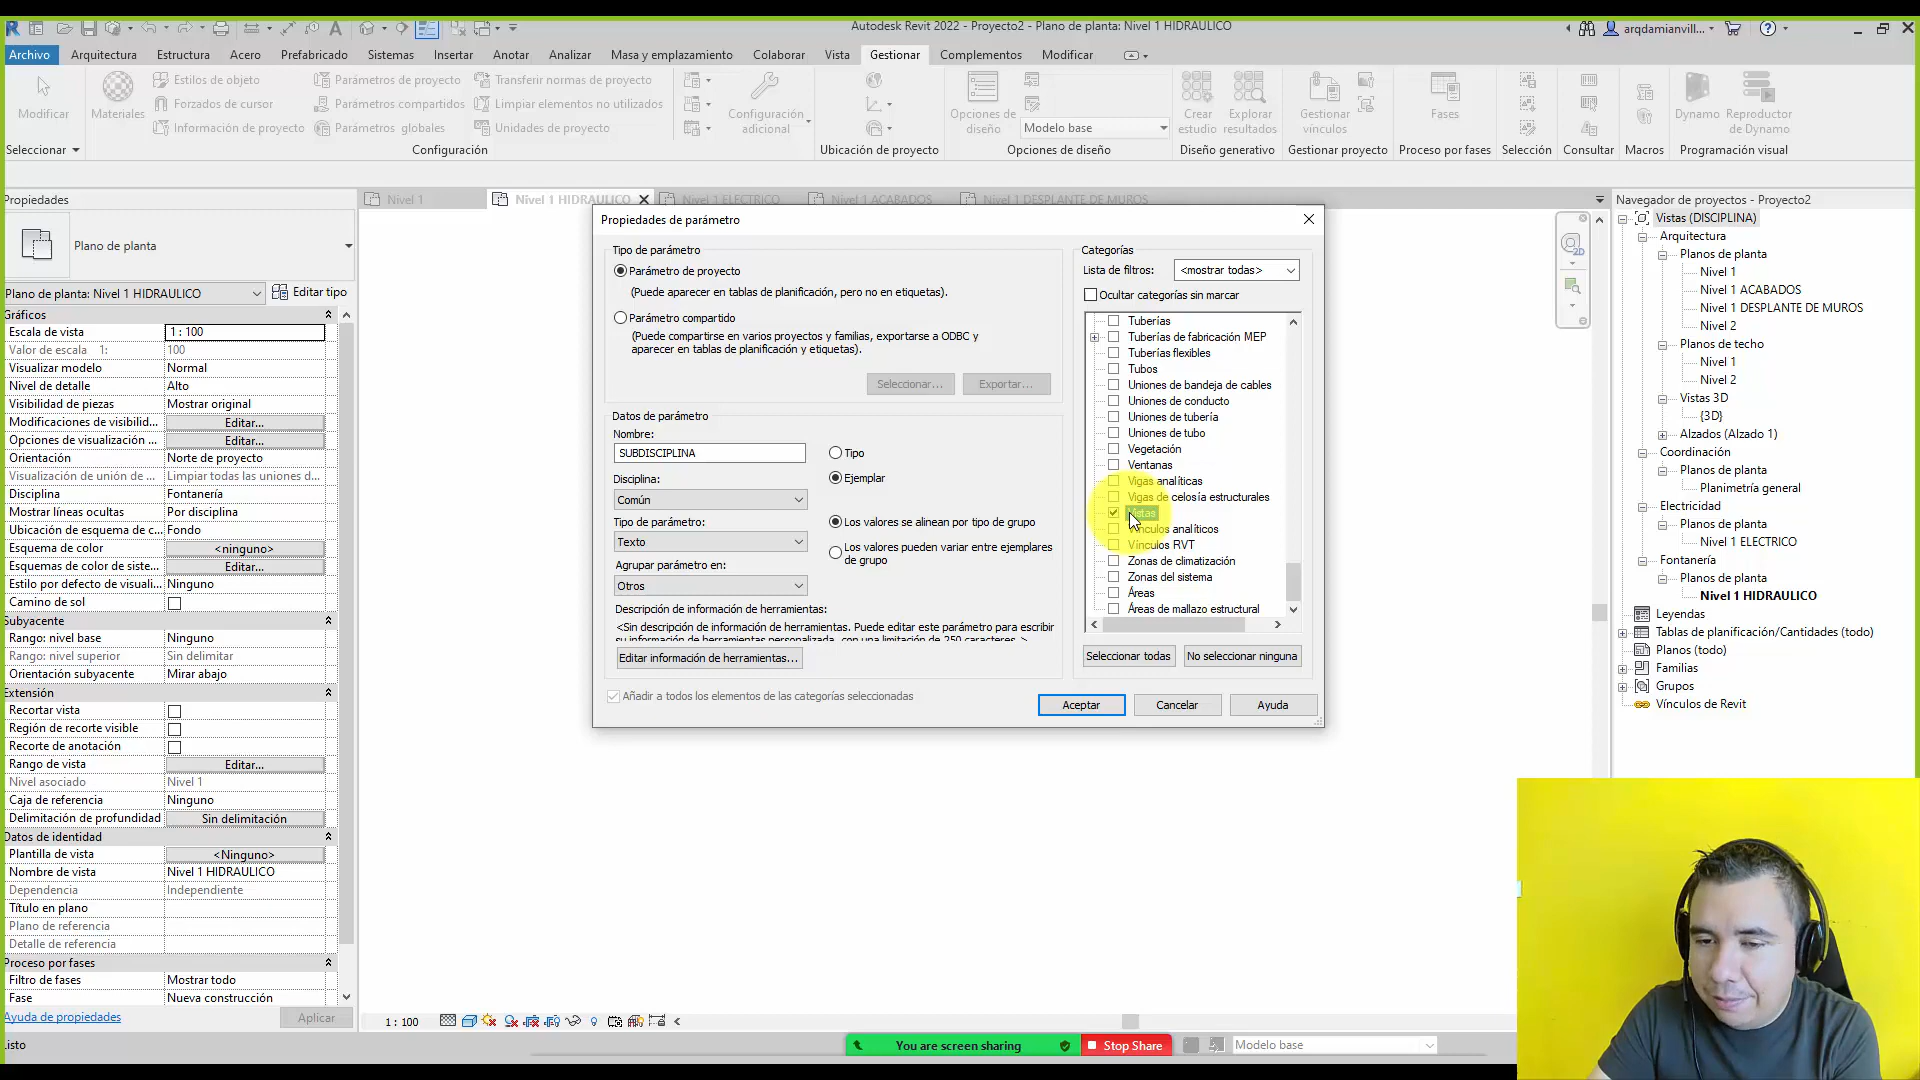 Autodesk Revit 2022 - Proyecto2 - Plano de planta: Nivel 1 HIDRAULICO
arqdamianvill...
Archivo Arquitectura Estructura Acero Prefabricado Sistemas Insertar Anotar Analizar Masa y emplazamiento Colaborar Vista Gestionar Complementos Modificar
Modificar
Materiales
Estilos de objeto
Forzados de cursor
Información de proyecto
Parámetros de proyecto
Parámetros compartidos
Parámetros globales
Transferir normas de proyecto
Limpiar elementos no utilizados
Unidades de proyecto
Configuración
adicional
Opciones de
diseño
Modelo base
Crear
estudio
Explorar
resultados
Gestionar
vínculos
Fases
Dynamo
Reproductor
de Dynamo
Seleccionar
Configuración
Ubicación de proyecto
Opciones de diseño
Diseño generativo
Gestionar proyecto
Proceso por fases
Selección
Consultar
Macros
Programación visual
Propiedades
Plano de planta
Plano de planta: Nivel 1 HIDRAULICO
Editar tipo
Gráficos
Escala de vista 1 : 100
Valor de escala 1: 100
Visualizar modelo Normal
Nivel de detalle Alto
Visibilidad de piezas Mostrar original
Modificaciones de visibilid... Editar...
Opciones de visualización ... Editar...
Orientación Norte de proyecto
Visualización de unión de ... Limpiar todas las uniones d...
Disciplina Fontanería
Mostrar líneas ocultas Por disciplina
Ubicación de esquema de c... Fondo
Esquema de color <ninguno>
Esquemas de color de siste... Editar...
Estilo por defecto de visuali... Ninguno
Camino de sol
Subyacente
Rango: nivel base Ninguno
Rango: nivel superior Sin delimitar
Orientación subyacente Mirar abajo
Extensión
Recortar vista
Región de recorte visible
Recorte de anotación
Rango de vista Editar...
Nivel asociado Nivel 1
Caja de referencia Ninguno
Delimitación de profundidad Sin delimitación
Datos de identidad
Plantilla de vista <Ninguno>
Nombre de vista Nivel 1 HIDRAULICO
Dependencia Independiente
Título en plano
Plano de referencia
Detalle de referencia
Proceso por fases
Filtro de fases Mostrar todo
Fase Nueva construcción
Ayuda de propiedades
Aplicar
Nivel 1
Nivel 1 HIDRAULICO
Nivel 1 ELECTRICO
Nivel 1 ACABADOS
Nivel 1 DESPLANTE DE MUROS
Propiedades de parámetro
Tipo de parámetro
Parámetro de proyecto
(Puede aparecer en tablas de planificación, pero no en etiquetas).
Parámetro compartido
(Puede compartirse en varios proyectos y familias, exportarse a ODBC y
aparecer en tablas de planificación y etiquetas).
Seleccionar...
Exportar...
Datos de parámetro
Nombre:
SUBDISCIPLINA
Disciplina:
Común
Tipo de parámetro:
Texto
Agrupar parámetro en:
Otros
Tipo
Ejemplar
Los valores se alinean por tipo de grupo
Los valores pueden variar entre ejemplares
de grupo
Descripción de información de herramientas:
<Sin descripción de información de herramientas. Puede editar este parámetro para escribir
su información de herramientas personalizada, con una limitación de 250 caracteres.>
Editar información de herramientas...
Añadir a todos los elementos de las categorías seleccionadas
Categorías
Lista de filtros: <mostrar todas>
Ocultar categorías sin marcar
Tuberías
Tuberías de fabricación MEP
Tuberías flexibles
Tubos
Uniones de bandeja de cables
Uniones de conducto
Uniones de tubería
Uniones de tubo
Vegetación
Ventanas
Vigas analíticas
Vigas de celosía estructurales
Vistas
Vínculos analíticos
Vínculos RVT
Zonas de climatización
Zonas del sistema
Áreas
Áreas de mallazo estructural
Seleccionar todas
No seleccionar ninguna
Aceptar
Cancelar
Ayuda
2D
Navegador de proyectos - Proyecto2
Vistas (DISCIPLINA)
Arquitectura
Planos de planta
Nivel 1
Nivel 1 ACABADOS
Nivel 1 DESPLANTE DE MUROS
Nivel 2
Planos de techo
Nivel 1
Nivel 2
Vistas 3D
{3D}
Alzados (Alzado 1)
Coordinación
Planos de planta
Planimetría general
Electricidad
Planos de planta
Nivel 1 ELECTRICO
Fontanería
Planos de planta
Nivel 1 HIDRAULICO
Leyendas
Tablas de planificación/Cantidades (todo)
Planos (todo)
Familias
Grupos
Vínculos de Revit
1 : 100
Listo
You are screen sharing
Stop Share
Modelo base